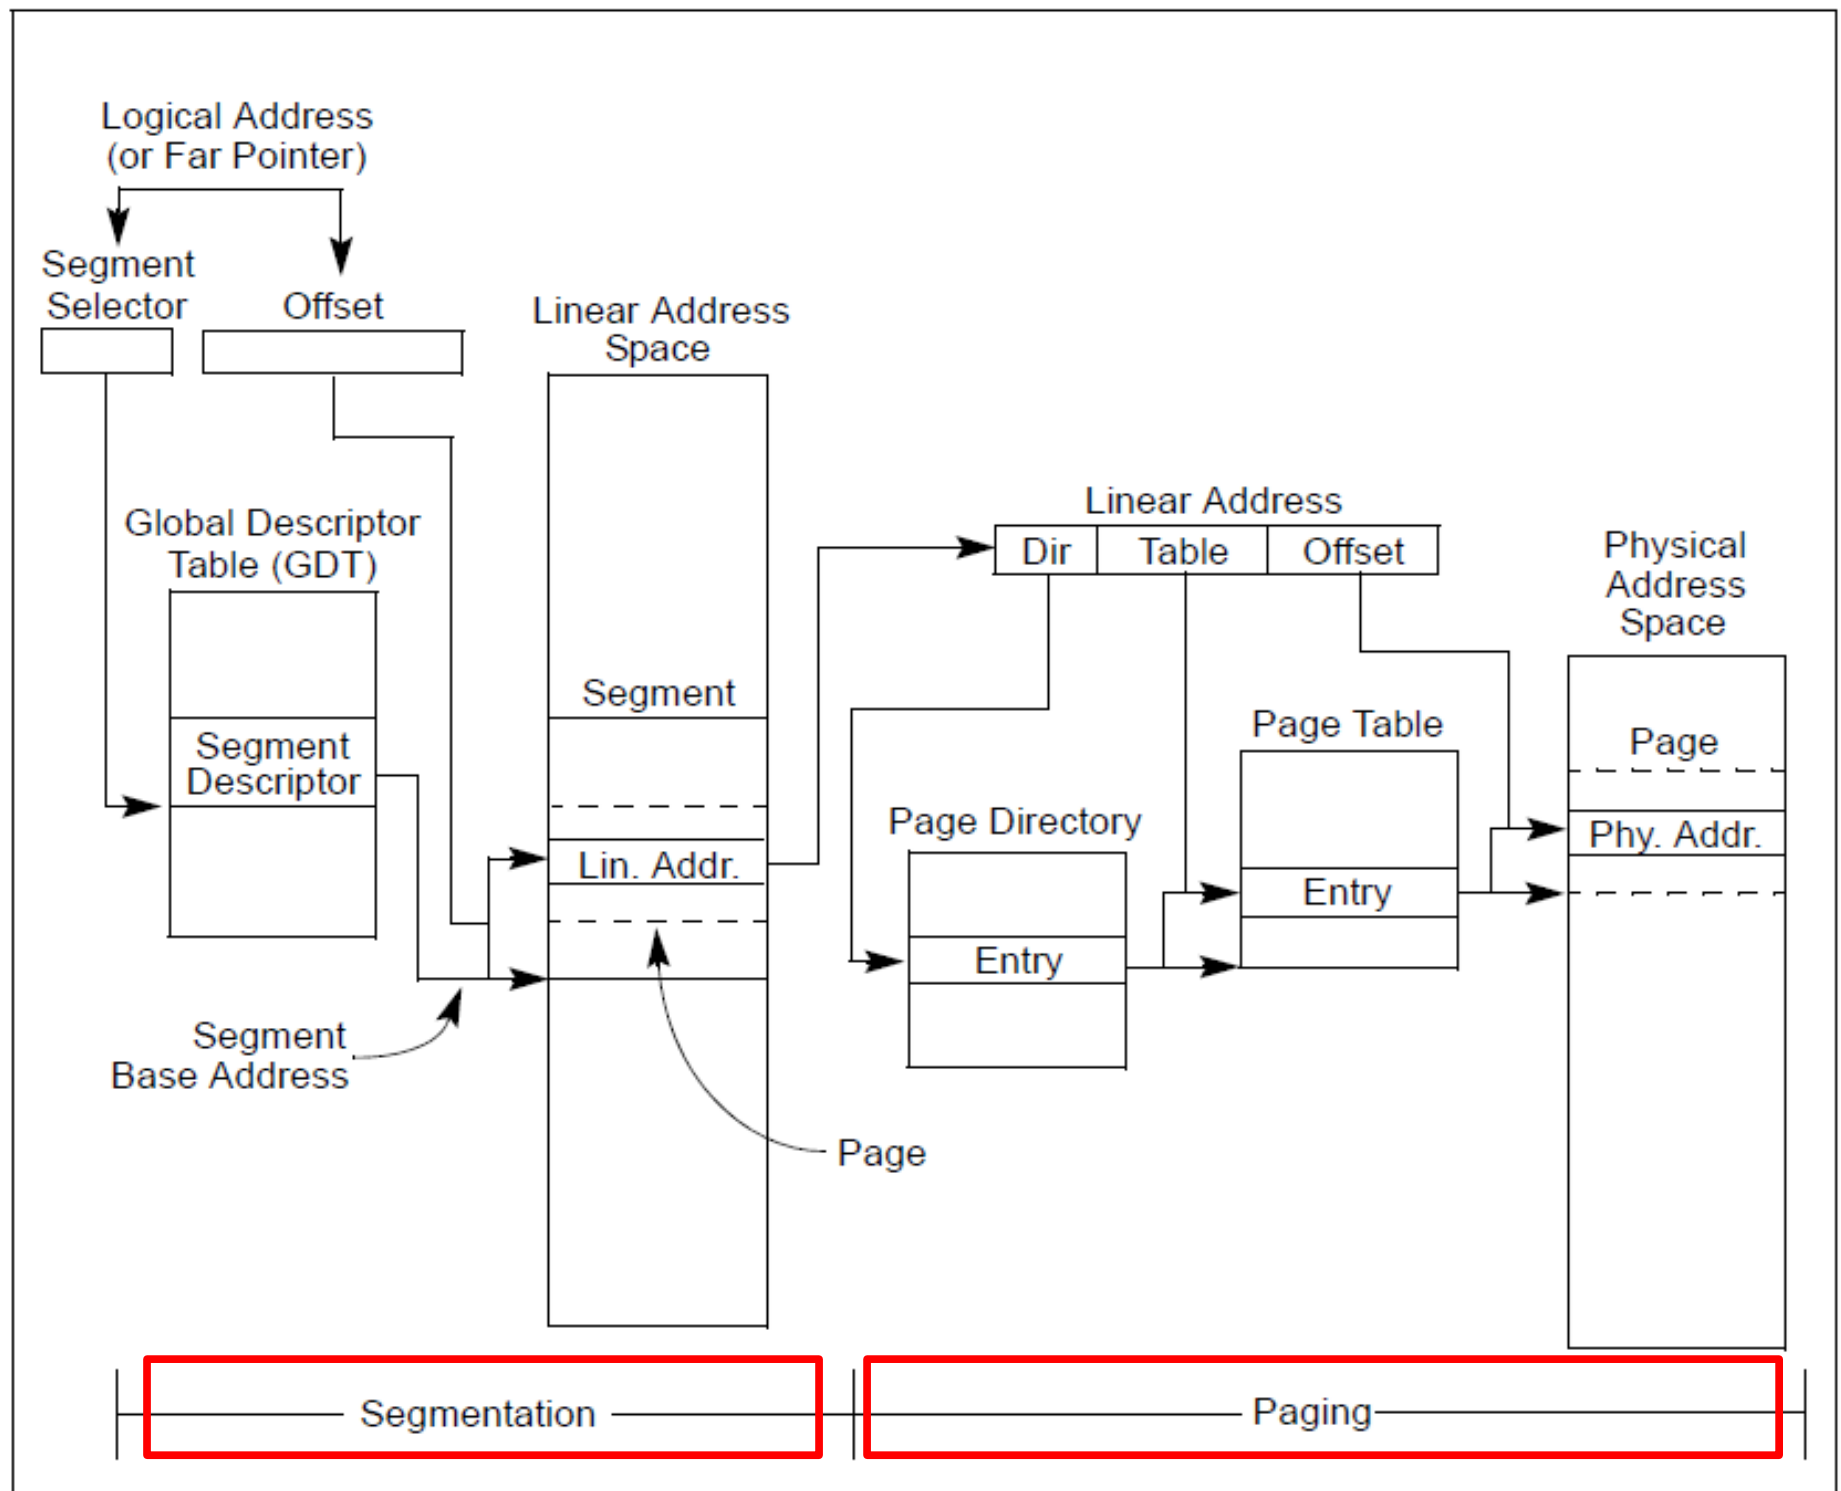 Logical Address
(or Far Pointer)
Segment
Selector
Offset
Linear Address
Space
Global Descriptor
Table (GDT)
Segment
Descriptor
Segment
Lin. Addr.
Segment
Base Address
Page
Linear Address
Dir
Table
Offset
Page Directory
Entry
Page Table
Entry
Physical
Address
Space
Page
Phy. Addr.
Segmentation
Paging